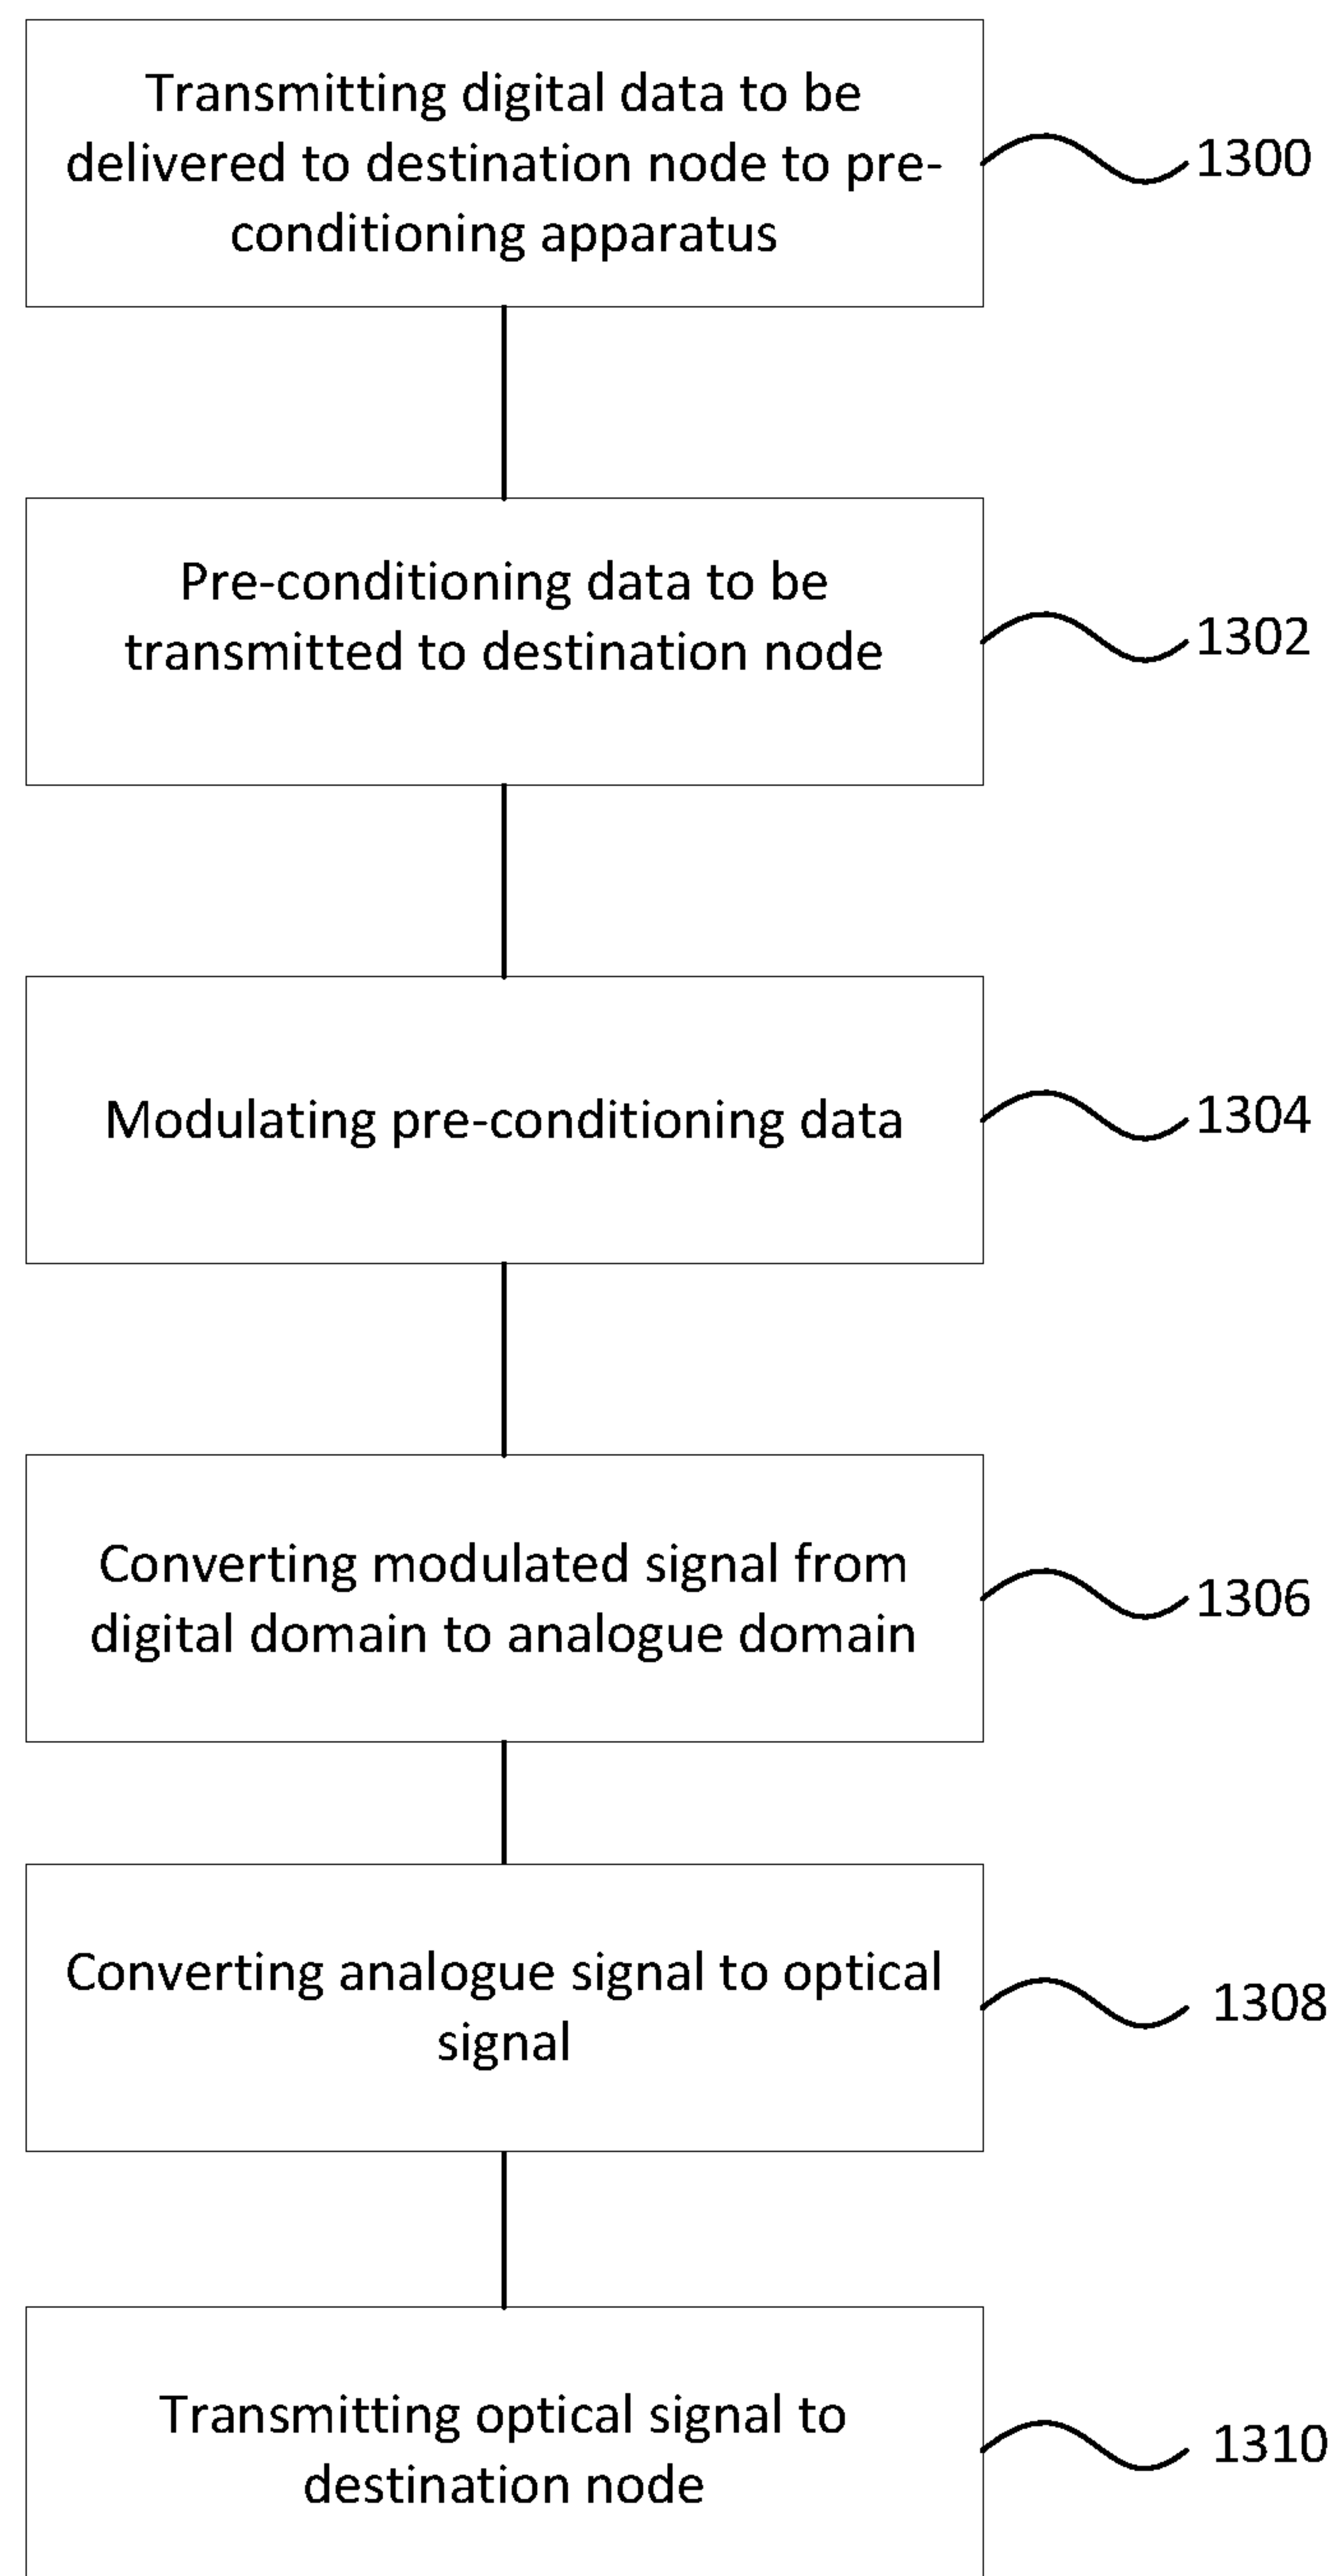 Transmitting digital data to be
delivered to destination node to pre-
conditioning apparatus
1300
Pre-conditioning data to be
transmitted to destination node
1302
Modulating pre-conditioning data
1304
Converting modulated signal from
digital domain to analogue domain
1306
Converting analogue signal to optical
signal
1308
Transmitting optical signal to
destination node
1310